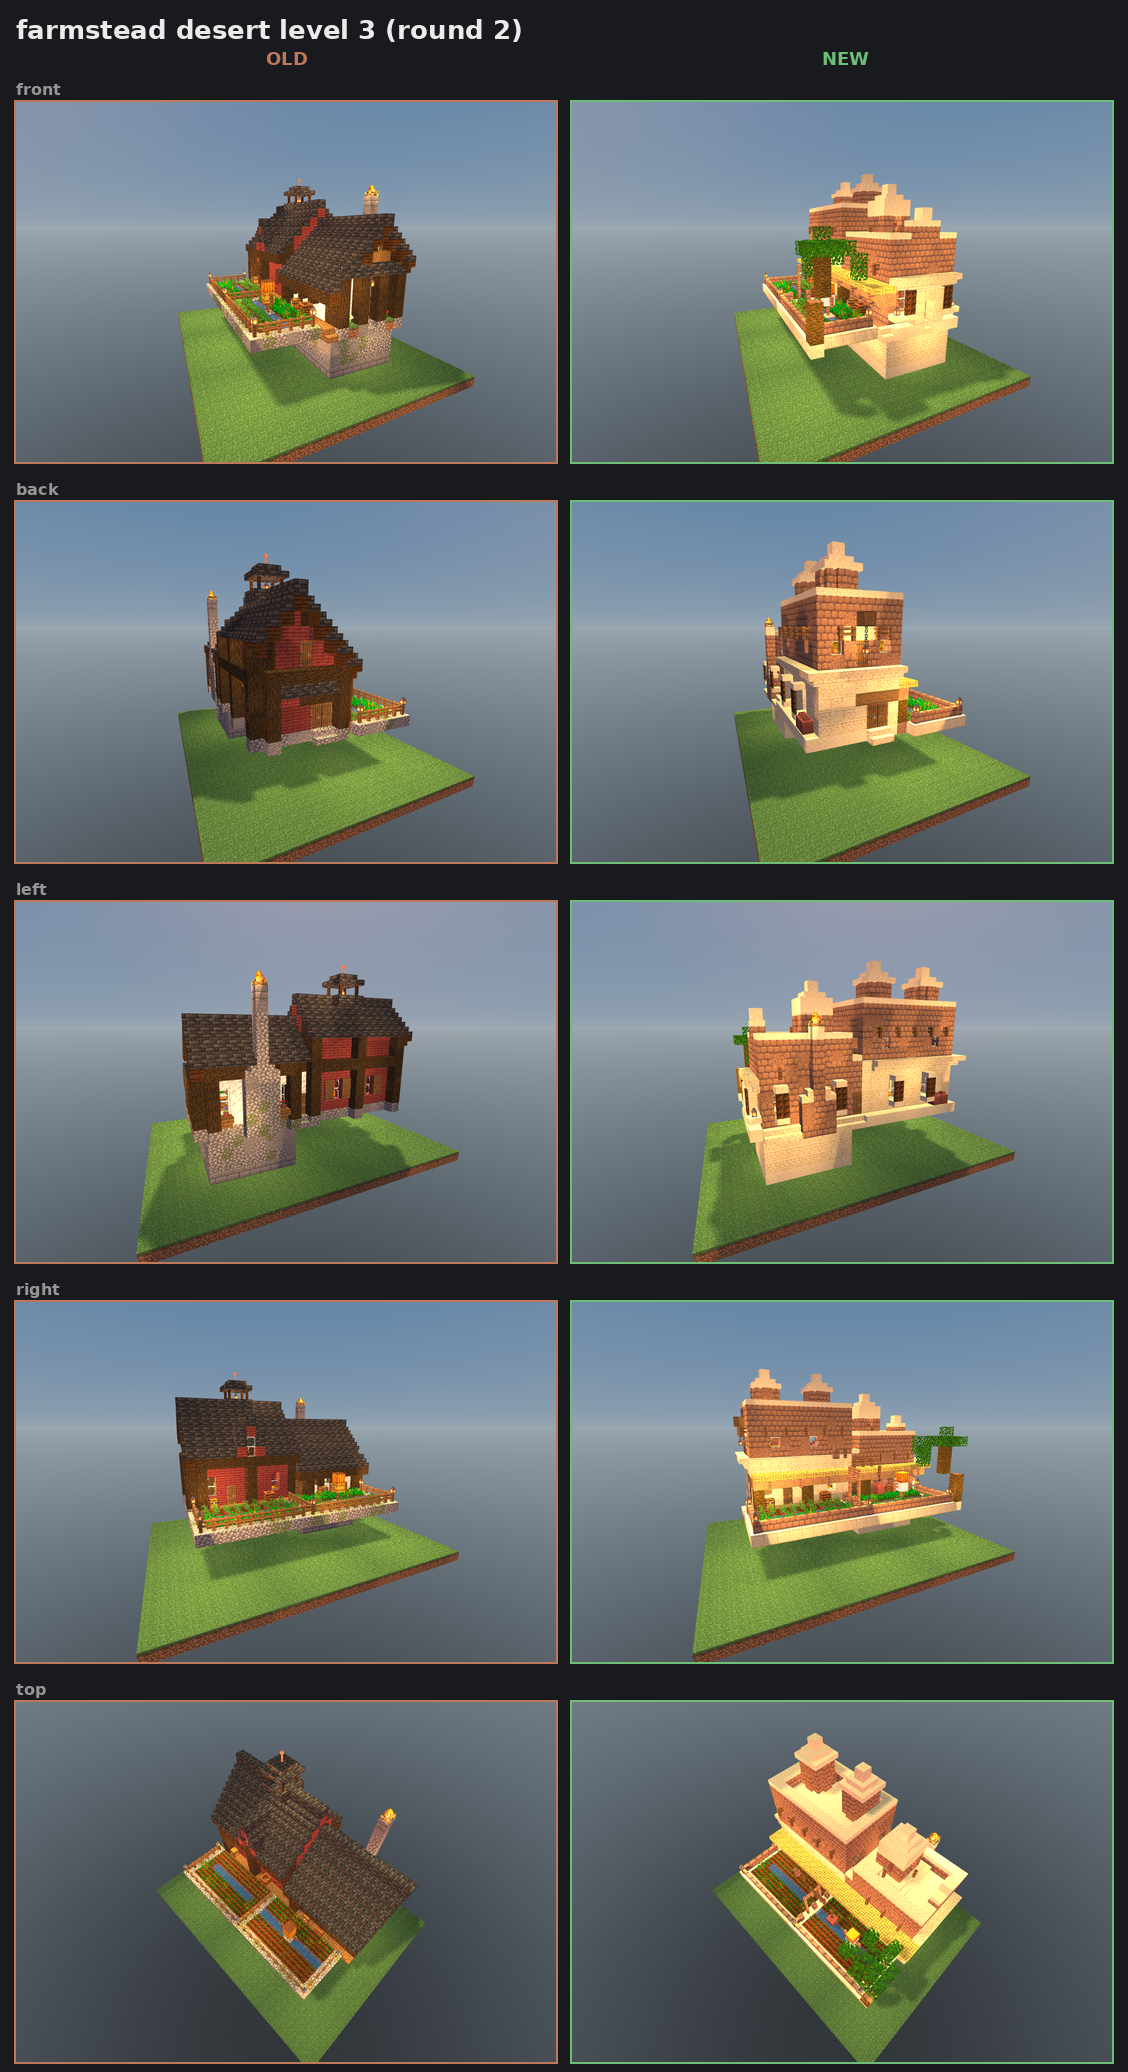 farmstead desert level 3 (round 2)
OLD
NEW
front
back
left
right
top